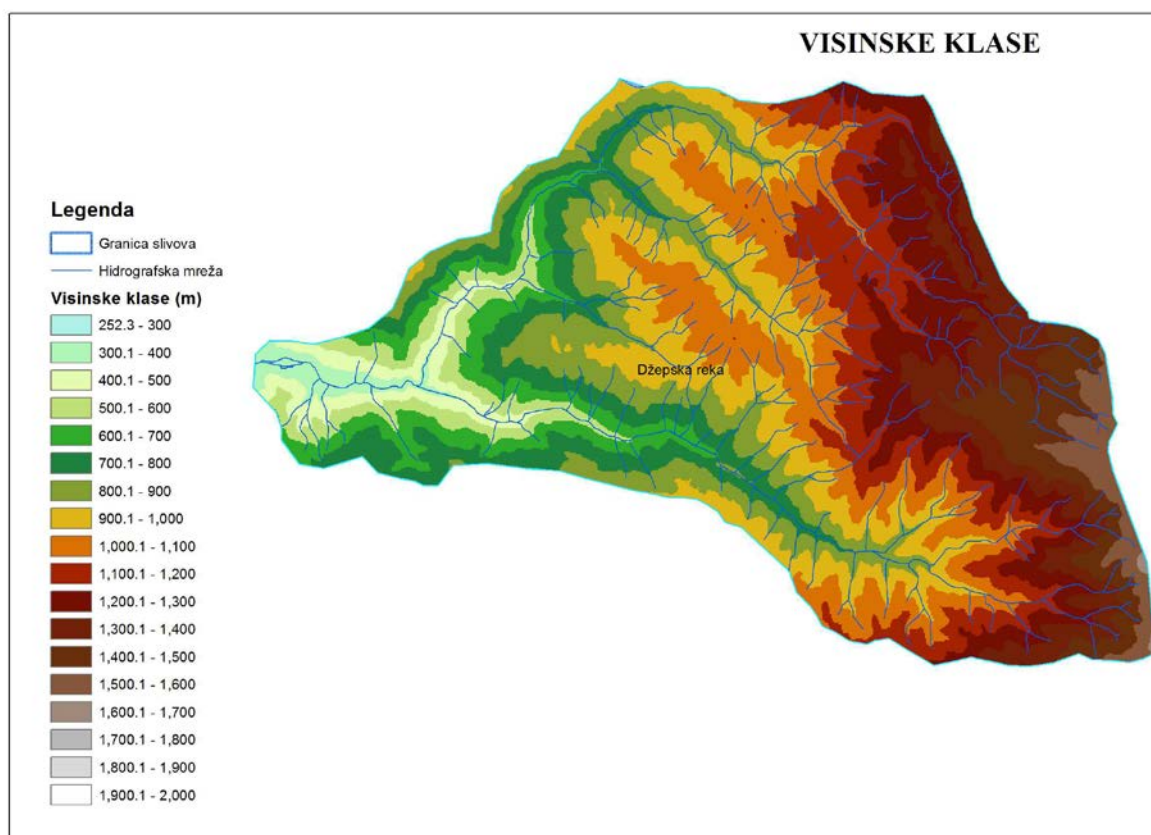 VISINSKE KLASE
Legenda
Granica slivova
Hidrografska mreža
Visinske klase (m)
252.3 - 300
300.1 - 400
400.1 - 500
500.1 - 600
600.1 - 700
700.1 - 800
800.1 - 900
900.1 - 1,000
1,000.1 - 1,100
1,100.1 - 1,200
1,200.1 - 1,300
1,300.1 - 1,400
1,400.1 - 1,500
1,500.1 - 1,600
1,600.1 - 1,700
1,700.1 - 1,800
1,800.1 - 1,900
1,900.1 - 2,000
Džepska reka